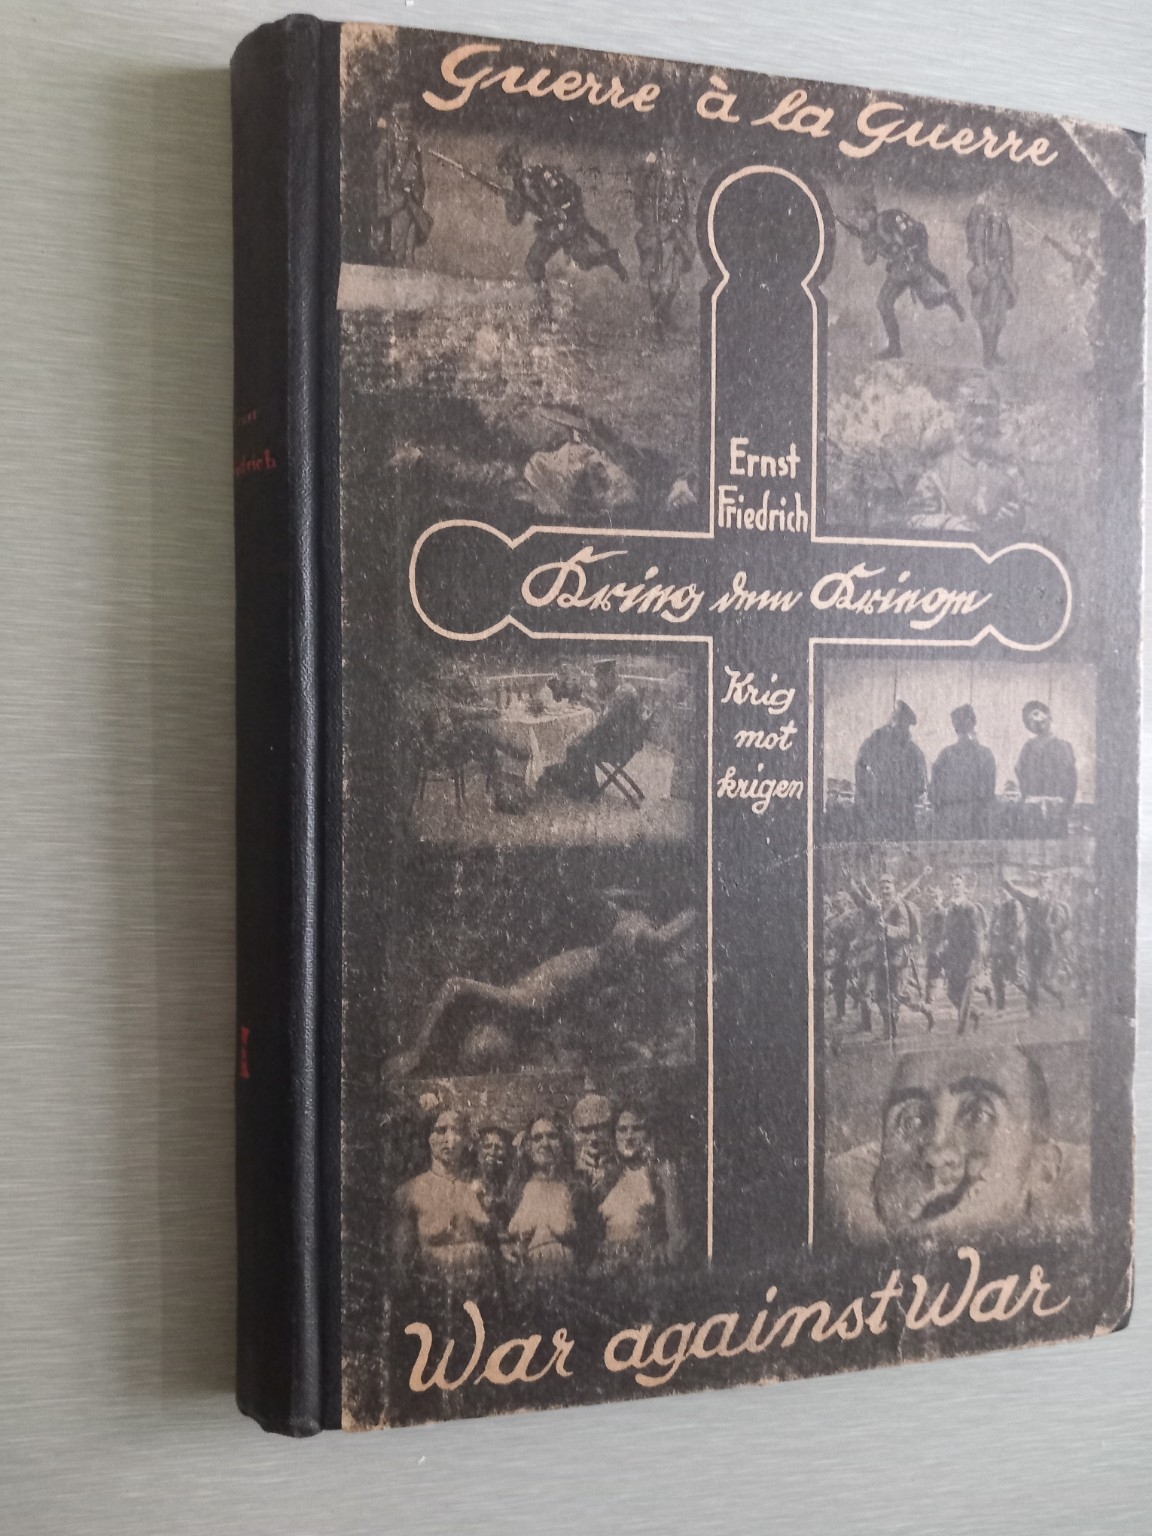 Guerre à la Guerre
Ernst
Friedrich
Krieg dem Kriege
Krig
mot
krigen
War against War